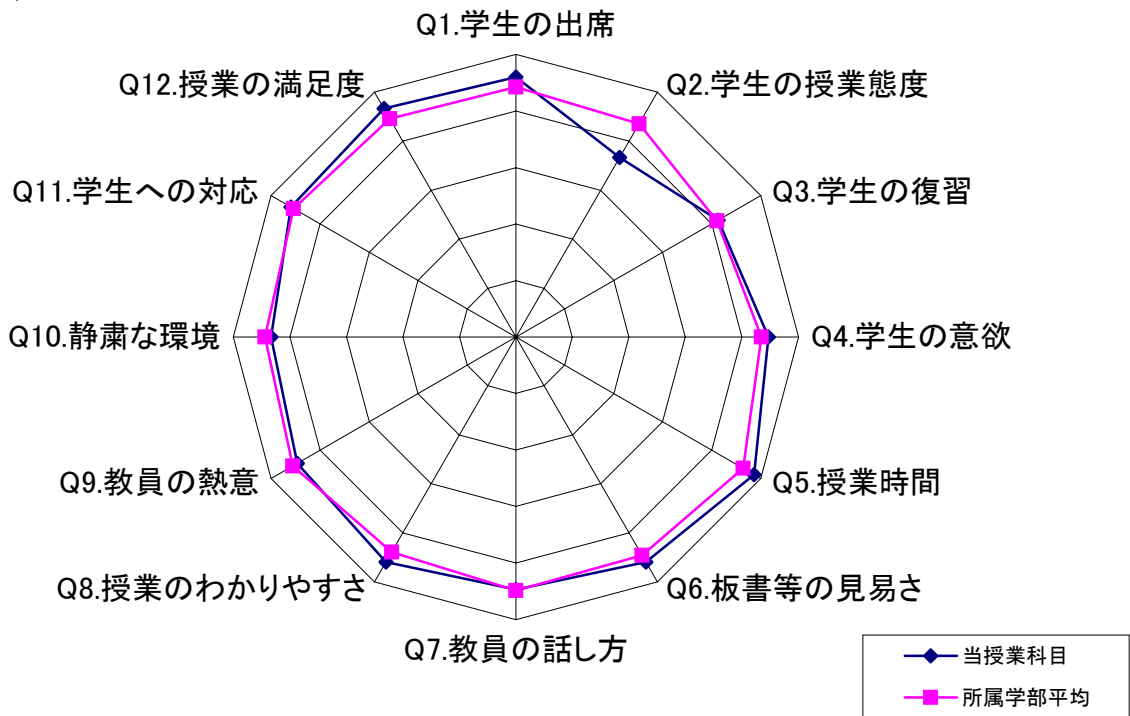 Q1.学生の出席
Q2.学生の授業態度
Q3.学生の復習
Q4.学生の意欲
Q5.授業時間
Q6.板書等の見易さ
Q7.教員の話し方
Q8.授業のわかりやすさ
Q9.教員の熱意
Q10.静粛な環境
Q11.学生への対応
Q12.授業の満足度
当授業科目
所属学部平均